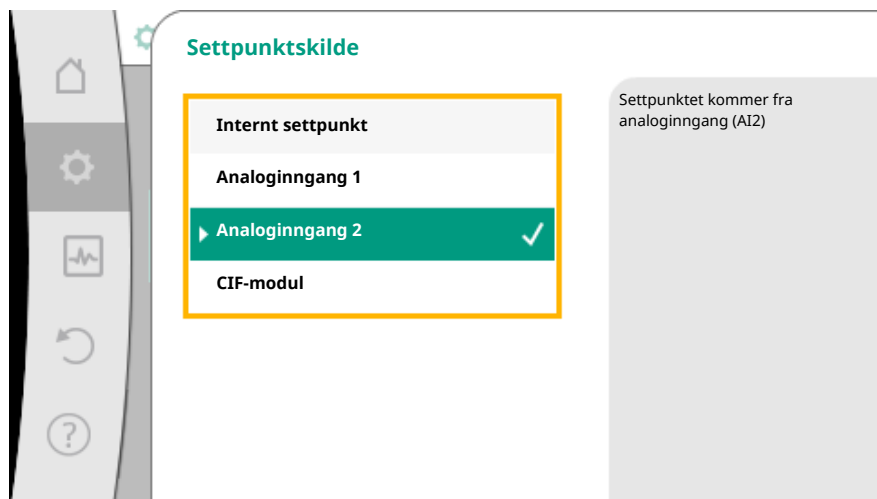 Settpunktskilde
Internt settpunkt
Analoginngang 1
Analoginngang 2
CIF-modul
Settpunktet kommer fra
analoginngang (AI2)